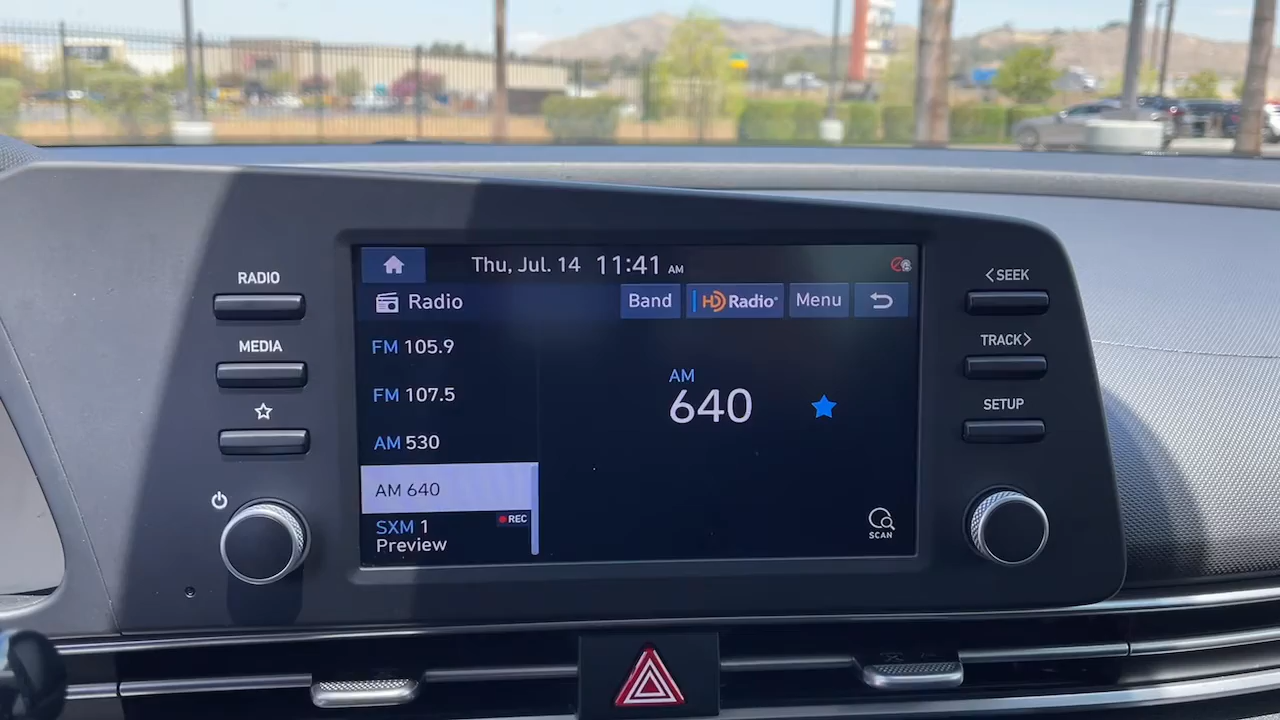 Thu, Jul. 14 11:41 AM
Radio
Band
HD Radio
Menu
FM 105.9
FM 107.5
AM 530
AM 640
SXM 1
REC
Preview
AM
640
SCAN
RADIO
MEDIA
<SEEK
TRACK>
SETUP